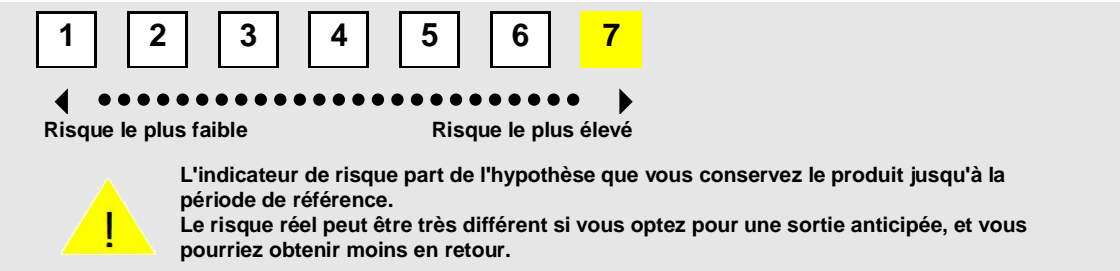 1 2 3 4 5 6 7
Risque le plus faible Risque le plus élevé
L'indicateur de risque part de l'hypothèse que vous conservez le produit jusqu'à la
période de référence.
Le risque réel peut être très différent si vous optez pour une sortie anticipée, et vous
pourriez obtenir moins en retour.
!